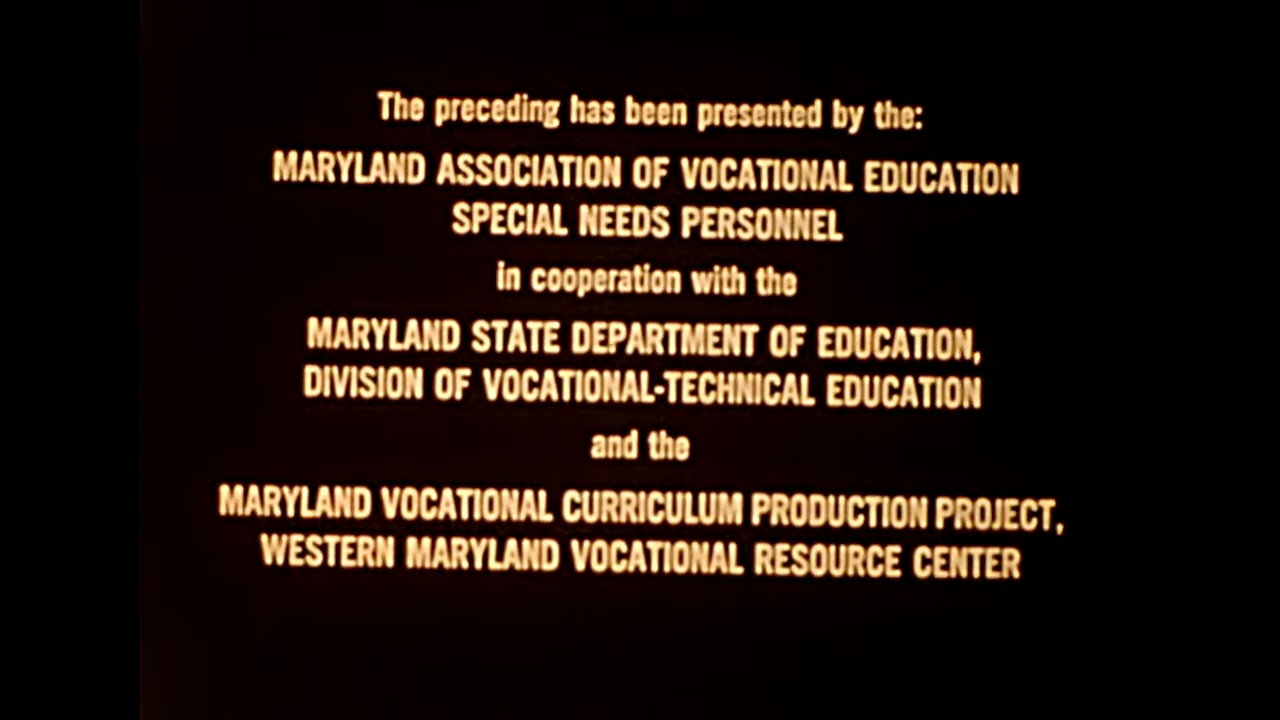 The preceding has been presented by the:
MARYLAND ASSOCIATION OF VOCATIONAL EDUCATION
SPECIAL NEEDS PERSONNEL
in cooperation with the
MARYLAND STATE DEPARTMENT OF EDUCATION,
DIVISION OF VOCATIONAL-TECHNICAL EDUCATION
and the
MARYLAND VOCATIONAL CURRICULUM PRODUCTION PROJECT,
WESTERN MARYLAND VOCATIONAL RESOURCE CENTER